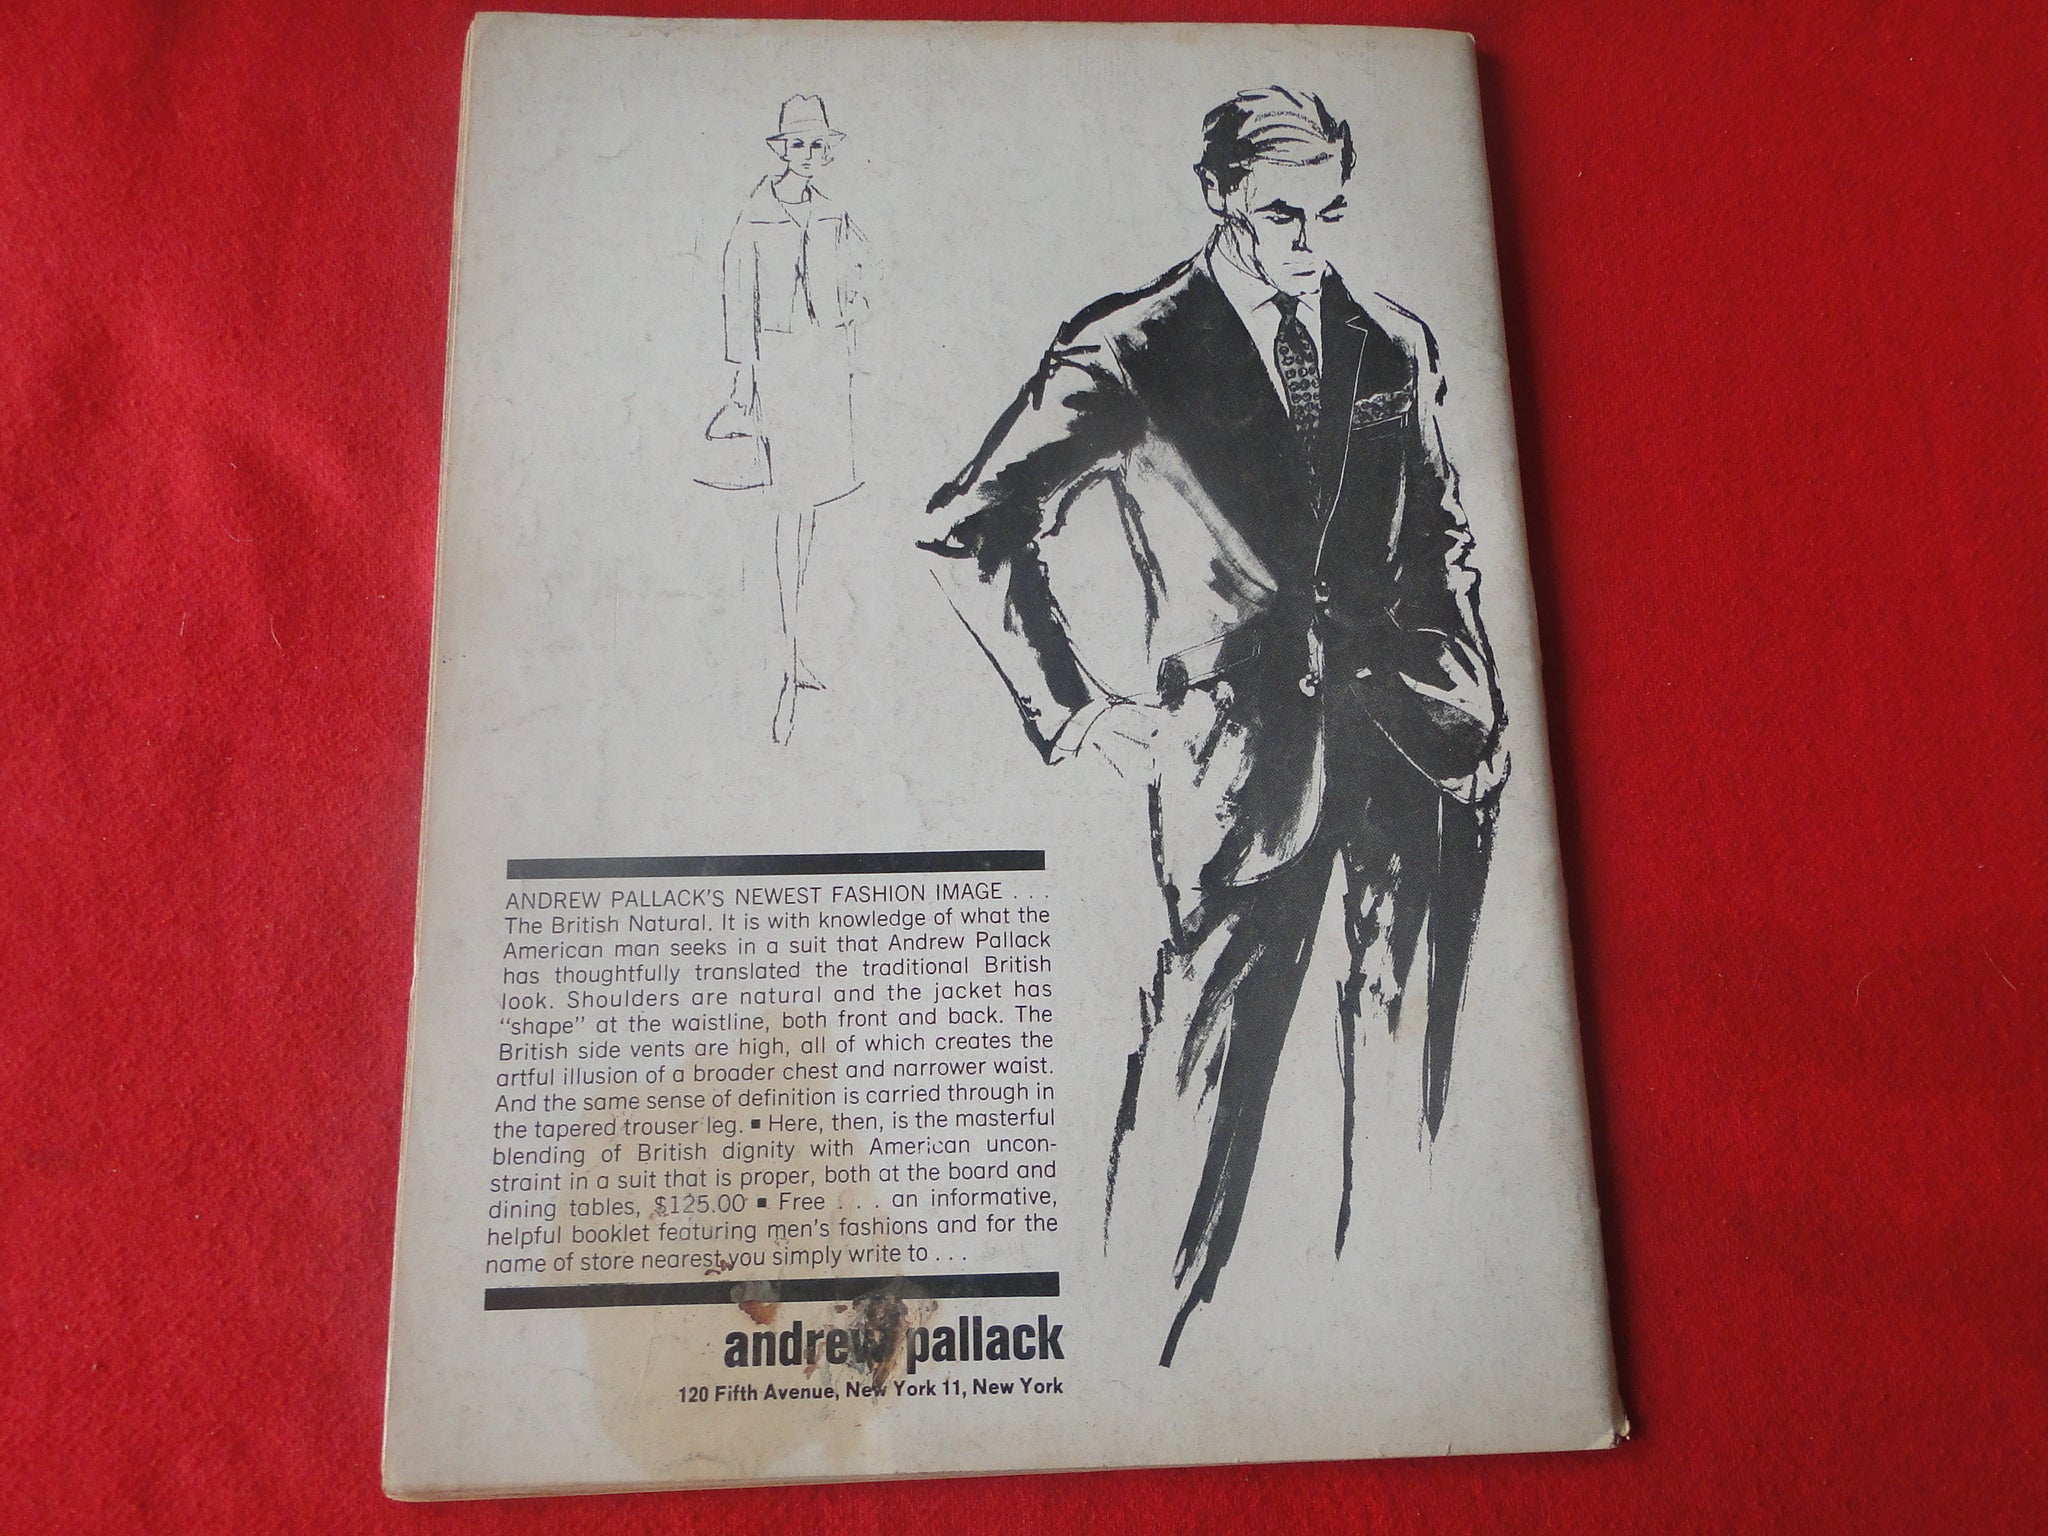 ANDREW PALLACK'S NEWEST FASHION IMAGE . . .
The British Natural. It is with knowledge of what the
American man seeks in a suit that Andrew Pallack
has thoughtfully translated the traditional British
look. Shoulders are natural and the jacket has
“shape” at the waistline, both front and back. The
British side vents are high, all of which creates the
artful illusion of a broader chest and narrower waist.
And the same sense of definition is carried through in
the tapered trouser leg. ▪ Here, then, is the masterful
blending of British dignity with American uncon-
straint in a suit that is proper, both at the board and
dining tables, $125.00 ▪ Free . . . an informative,
helpful booklet featuring men's fashions and for the
name of store nearest you simply write to . . .
andrew pallack
120 Fifth Avenue, New York 11, New York